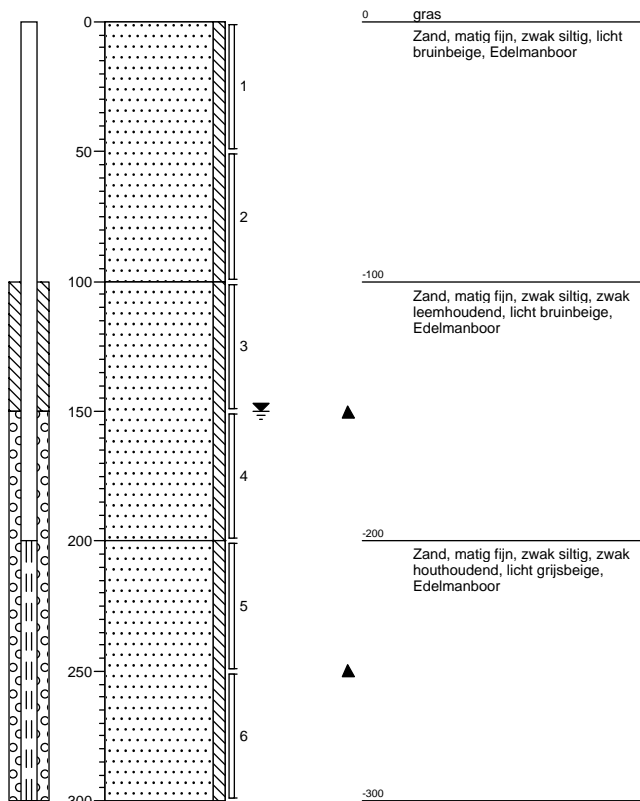 0
0
gras
Zand, matig fijn, zwak siltig, licht
bruinbeige, Edelmanboor
1
50
2
100
-100
Zand, matig fijn, zwak siltig, zwak
leemhoudend, licht bruinbeige,
Edelmanboor
3
150
4
200
-200
Zand, matig fijn, zwak siltig, zwak
houthoudend, licht grijsbeige,
Edelmanboor
5
250
6
300
-300